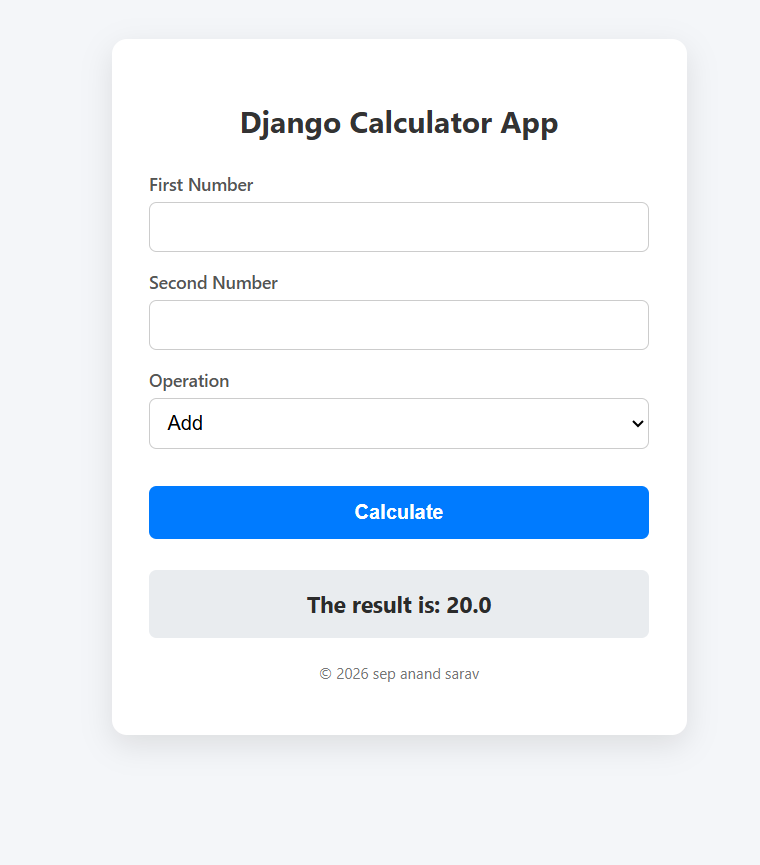 Django Calculator App
First Number
Second Number
Operation
Add
Calculate
The result is: 20.0
© 2026 sep anand sarav